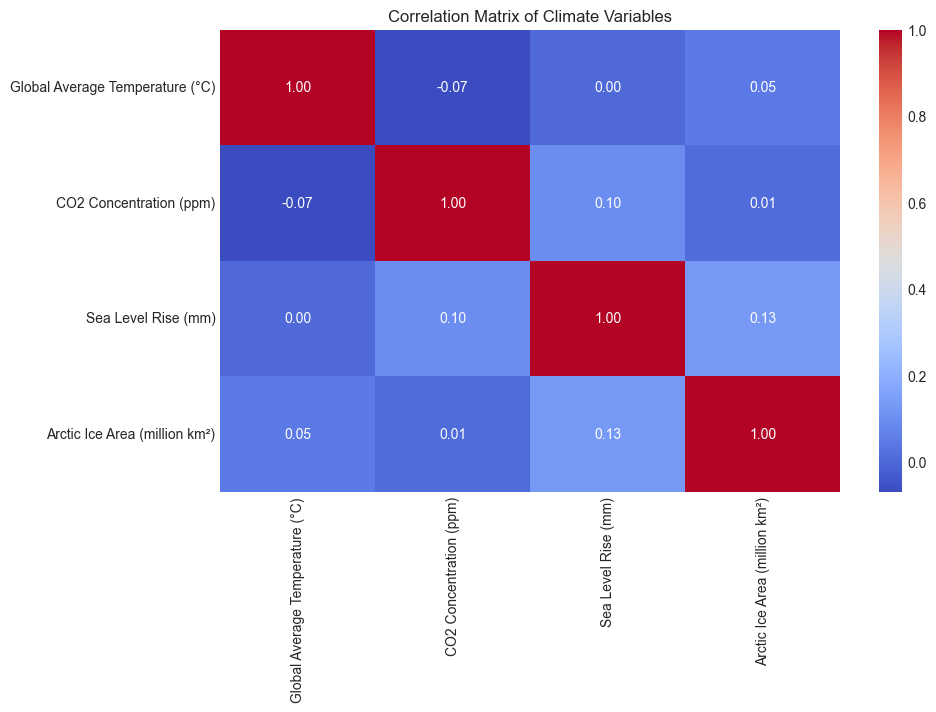 Correlation Matrix of Climate Variables
Global Average Temperature (°C)
1.00
-0.07
0.00
0.05
CO2 Concentration (ppm)
-0.07
1.00
0.10
0.01
Sea Level Rise (mm)
0.00
0.10
1.00
0.13
Arctic Ice Area (million km²)
0.05
0.01
0.13
1.00
Global Average Temperature (°C)
CO2 Concentration (ppm)
Sea Level Rise (mm)
Arctic Ice Area (million km²)
1.0
0.8
0.6
0.4
0.2
0.0